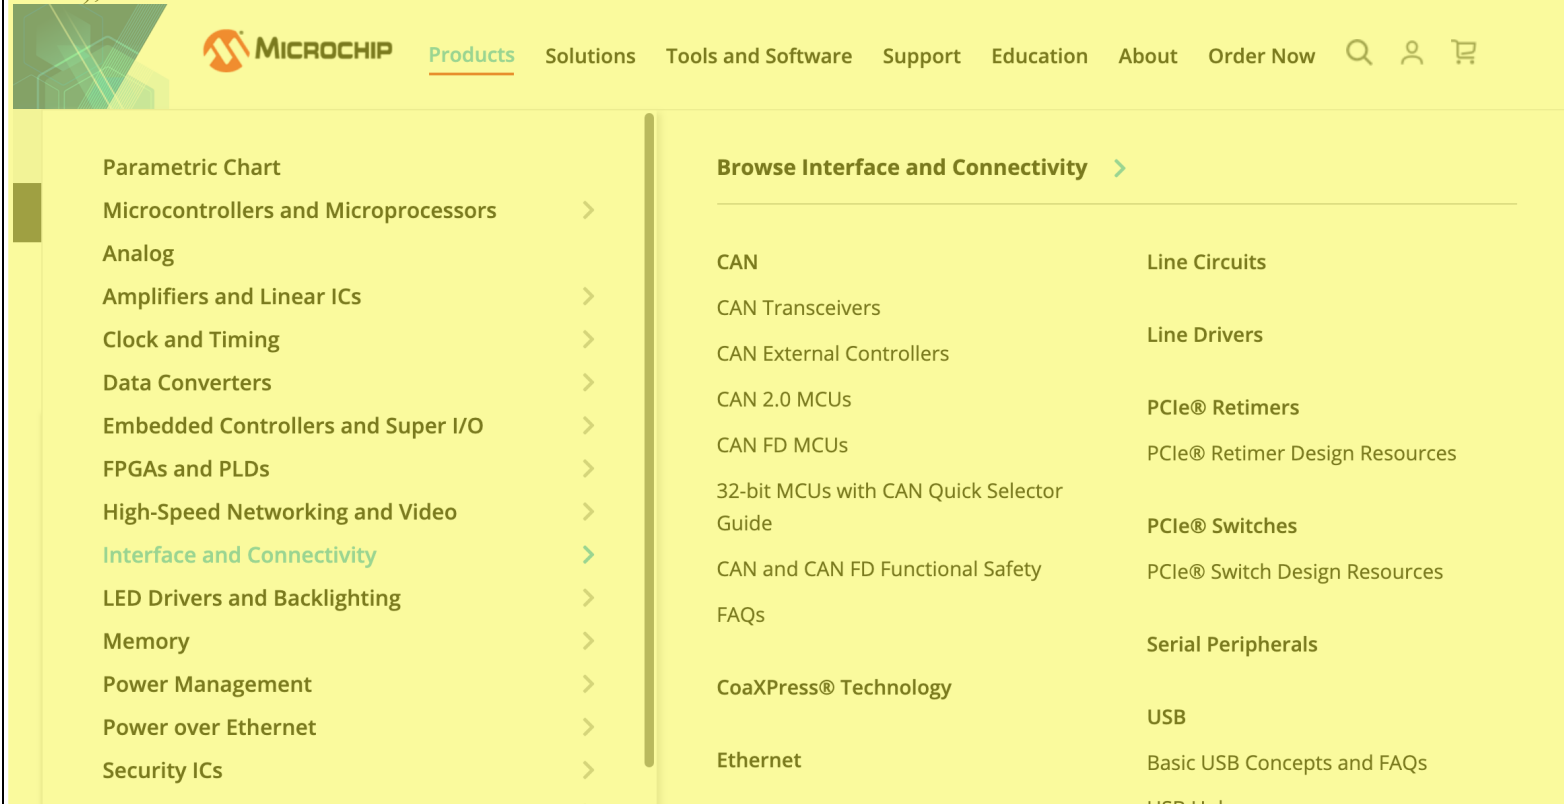 MICROCHIP
Products
Solutions
Tools and Software
Support
Education
About
Order Now
Parametric Chart
Microcontrollers and Microprocessors
Analog
Amplifiers and Linear ICs
Clock and Timing
Data Converters
Embedded Controllers and Super I/O
FPGAs and PLDs
High-Speed Networking and Video
Interface and Connectivity
LED Drivers and Backlighting
Memory
Power Management
Power over Ethernet
Security ICs
Browse Interface and Connectivity
CAN
CAN Transceivers
CAN External Controllers
CAN 2.0 MCUs
CAN FD MCUs
32-bit MCUs with CAN Quick Selector
Guide
CAN and CAN FD Functional Safety
FAQs
CoaXPress® Technology
Ethernet
Line Circuits
Line Drivers
PCIe® Retimers
PCIe® Retimer Design Resources
PCIe® Switches
PCIe® Switch Design Resources
Serial Peripherals
USB
Basic USB Concepts and FAQs